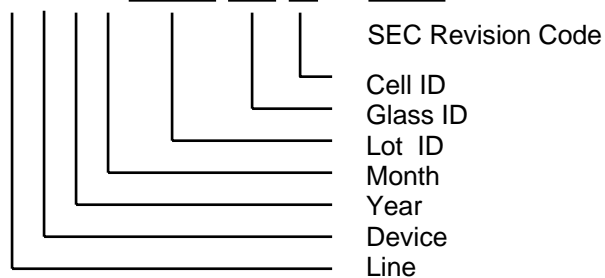 SEC Revision Code
Cell ID
Glass ID
Lot ID
Month
Year
Device
Line